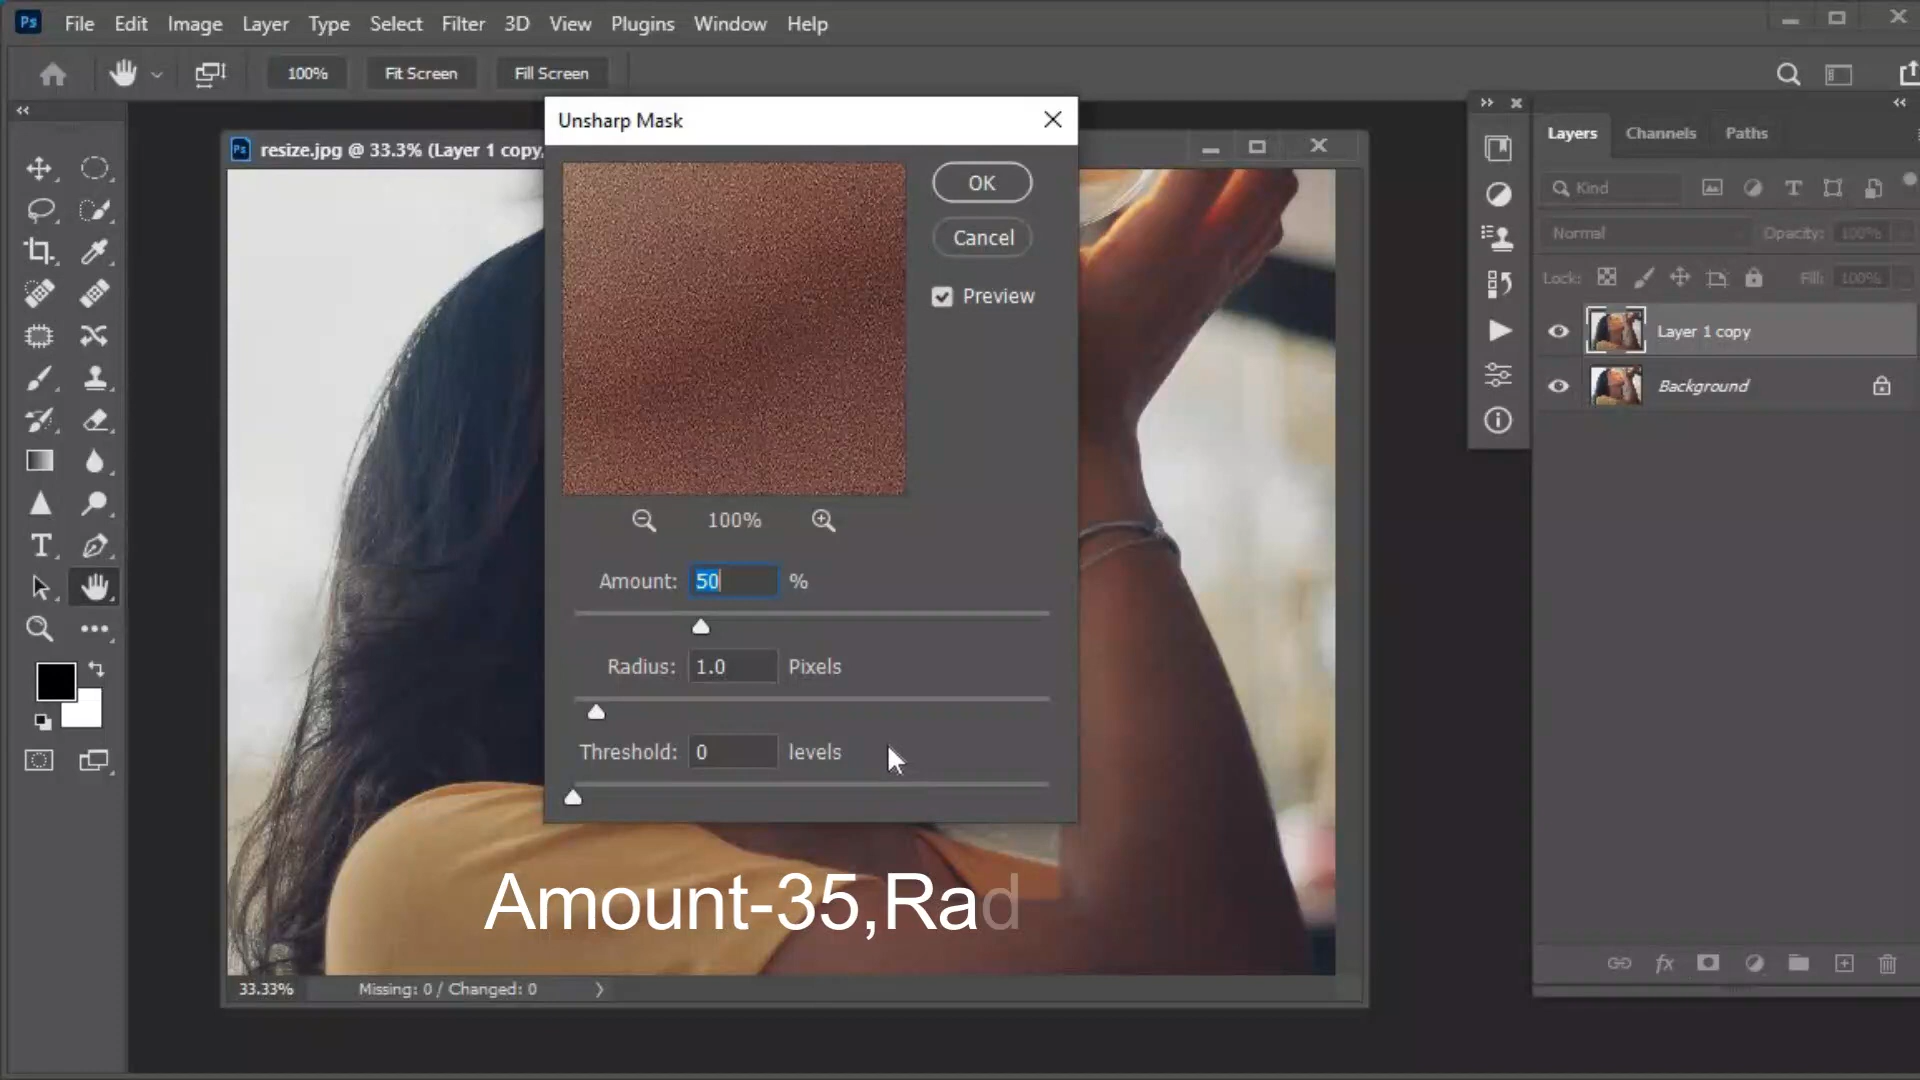 Ps File Edit Image Layer Type Select Filter 3D View Plugins Window Help
100% Fit Screen Fill Screen
Unsharp Mask
Ps resize.jpg @ 33.3% (Layer 1 copy,
OK
Cancel
Preview
100%
Amount: 50 %
Radius: 1.0 Pixels
Threshold: 0 levels
Amount-35,Rad
33.33% Missing: 0 / Changed: 0
Layers Channels Paths
Kind
Normal Opacity: 100%
Lock: Fill: 100%
Layer 1 copy
Background
fx